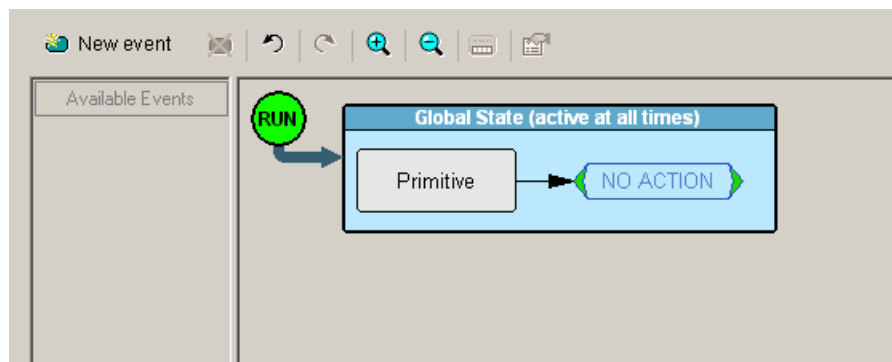 New event
Available Events
RUN
Global State (active at all times)
Primitive
NO ACTION